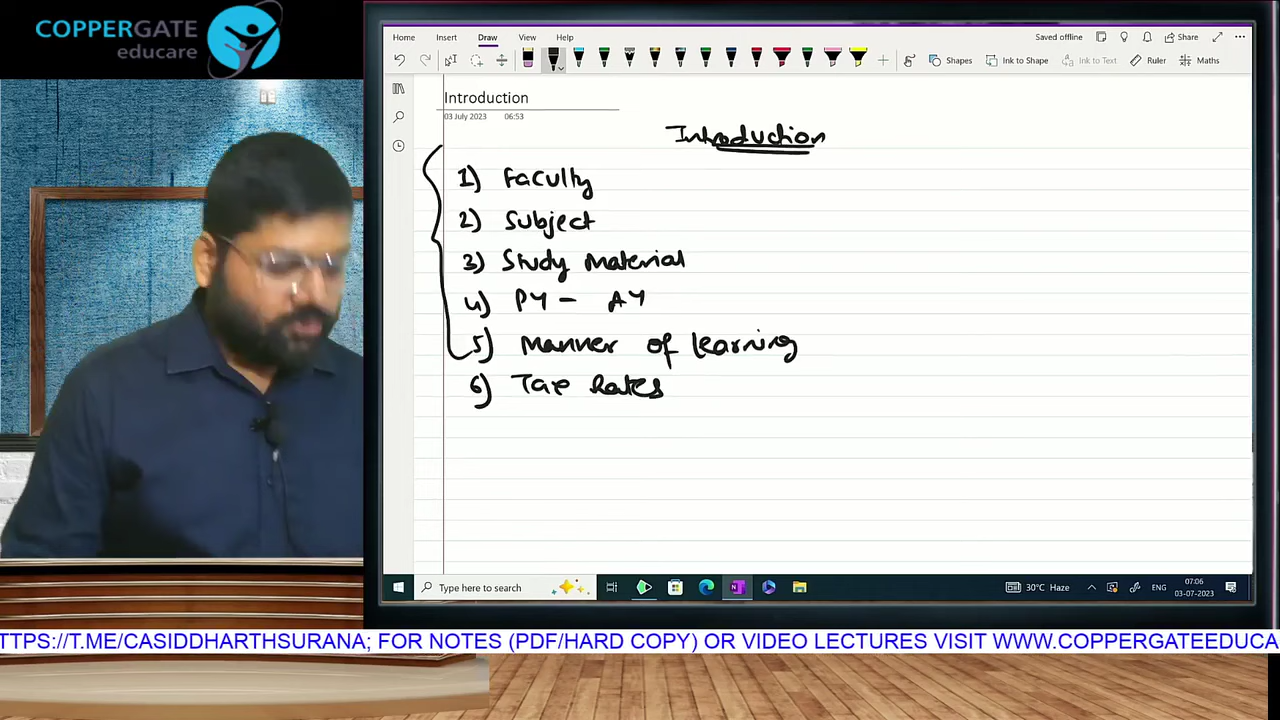 COPPERGATE
educare
Home Insert Draw View Help
Saved offline
Share
Shapes
Ink to Shape
Ink to Text
Ruler
Maths
Introduction
03 July 2023 06:53
Introduction
1) Faculty
2) Subject
3) Study Material
4) PY - AY
5) Manner of learning
6) Tax Rates
Type here to search
30°C Haze
ENG
07:06
03-07-2023
TTPS://T.ME/CASIDDHARTHSURANA; FOR NOTES (PDF/HARD COPY) OR VIDEO LECTURES VISIT WWW.COPPERGATEEDUCA